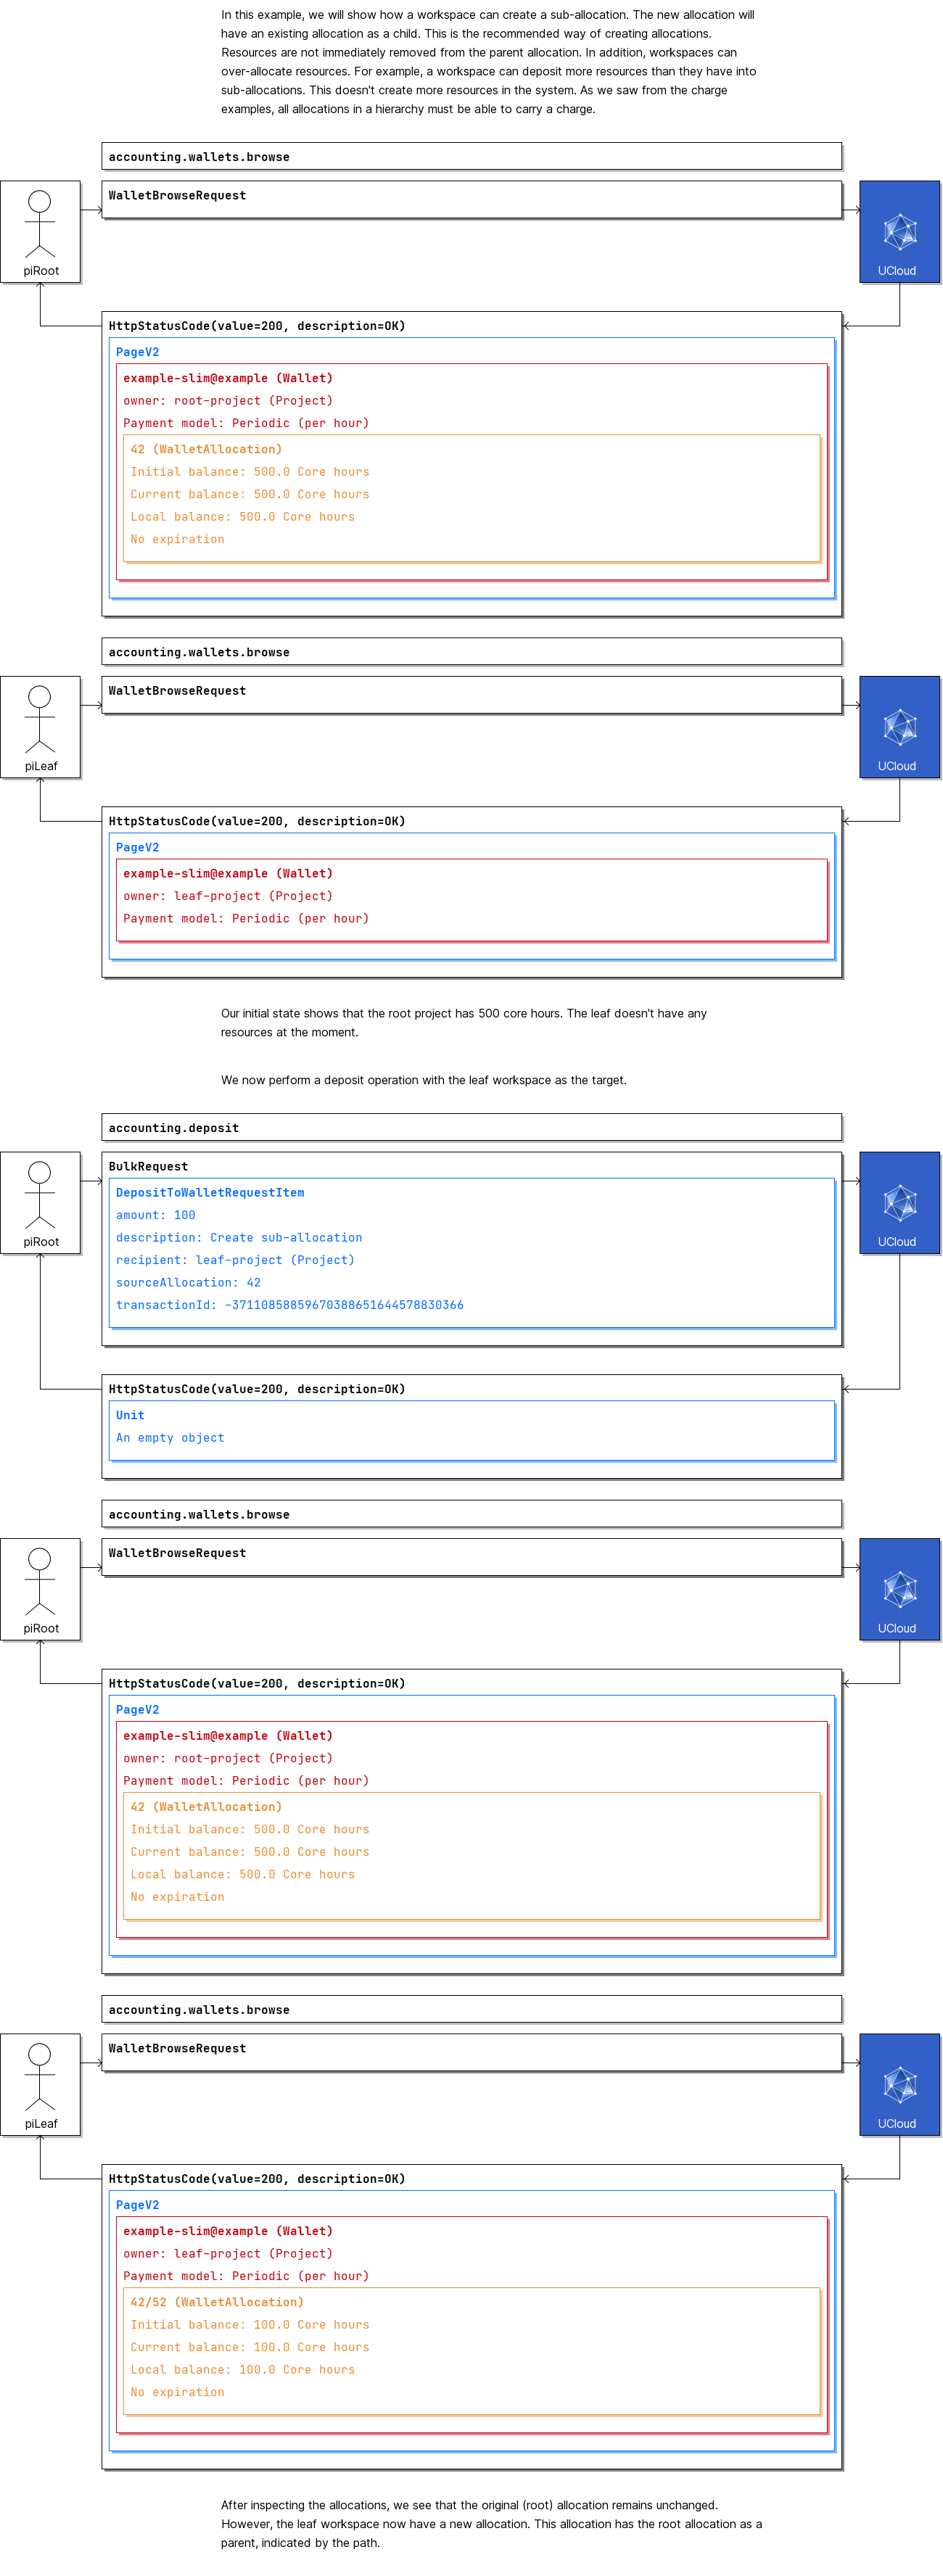 In this example, we will show how a workspace can create a sub-allocation. The new allocation will
have an existing allocation as a child. This is the recommended way of creating allocations.
Resources are not immediately removed from the parent allocation. In addition, workspaces can
over-allocate resources. For example, a workspace can deposit more resources than they have into
sub-allocations. This doesn't create more resources in the system. As we saw from the charge
examples, all allocations in a hierarchy must be able to carry a charge.
accounting.wallets.browse
WalletBrowseRequest
piRoot
UCloud
HttpStatusCode(value=200, description=OK)
PageV2
example-slim@example (Wallet)
owner: root-project (Project)
Payment model: Periodic (per hour)
42 (WalletAllocation)
Initial balance: 500.0 Core hours
Current balance: 500.0 Core hours
Local balance: 500.0 Core hours
No expiration
accounting.wallets.browse
WalletBrowseRequest
piLeaf
UCloud
HttpStatusCode(value=200, description=OK)
PageV2
example-slim@example (Wallet)
owner: leaf-project (Project)
Payment model: Periodic (per hour)
Our initial state shows that the root project has 500 core hours. The leaf doesn't have any
resources at the moment.
We now perform a deposit operation with the leaf workspace as the target.
accounting.deposit
BulkRequest
DepositToWalletRequestItem
amount: 100
description: Create sub-allocation
piRoot
UCloud
recipient: leaf-project (Project)
sourceAllocation: 42
transactionId: -37110858859670388651644578830366
HttpStatusCode(value=200, description=OK)
Unit
An empty object
accounting.wallets.browse
WalletBrowseRequest
piRoot
UCloud
HttpStatusCode(value=200, description=OK)
PageV2
example-slim@example (Wallet)
owner: root-project (Project)
Payment model: Periodic (per hour)
42 (WalletAllocation)
Initial balance: 500.0 Core hours
Current balance: 500.0 Core hours
Local balance: 500.0 Core hours
No expiration
accounting.wallets.browse
WalletBrowseRequest
piLeaf
UCloud
HttpStatusCode(value=200, description=OK)
PageV2
example-slim@example (Wallet)
owner: leaf-project (Project)
Payment model: Periodic (per hour)
42/52 (WalletAllocation)
Initial balance: 100.0 Core hours
Current balance: 100.0 Core hours
Local balance: 100.0 Core hours
No expiration
After inspecting the allocations, we see that the original (root) allocation remains unchanged.
However, the leaf workspace now have a new allocation. This allocation has the root allocation as a
parent, indicated by the path.